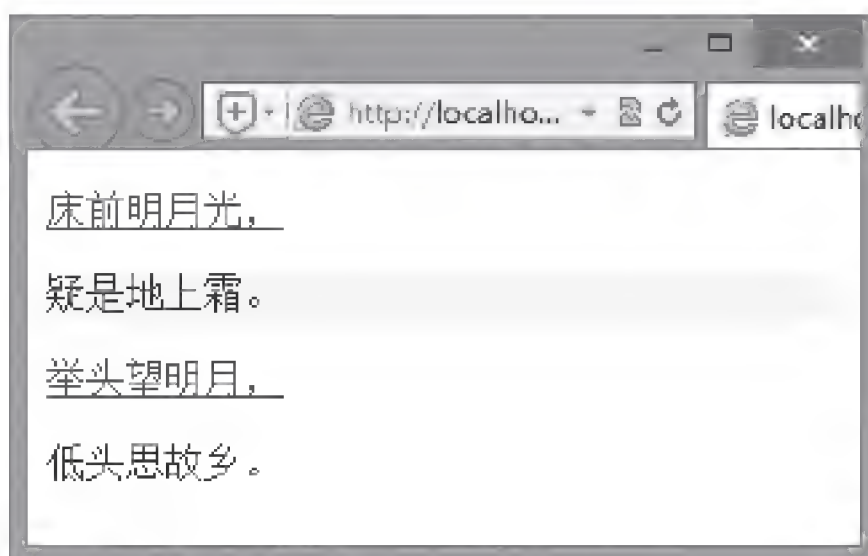 http://localho...
localho
床前明月光，
疑是地上霜。
举头望明月，
低头思故乡。